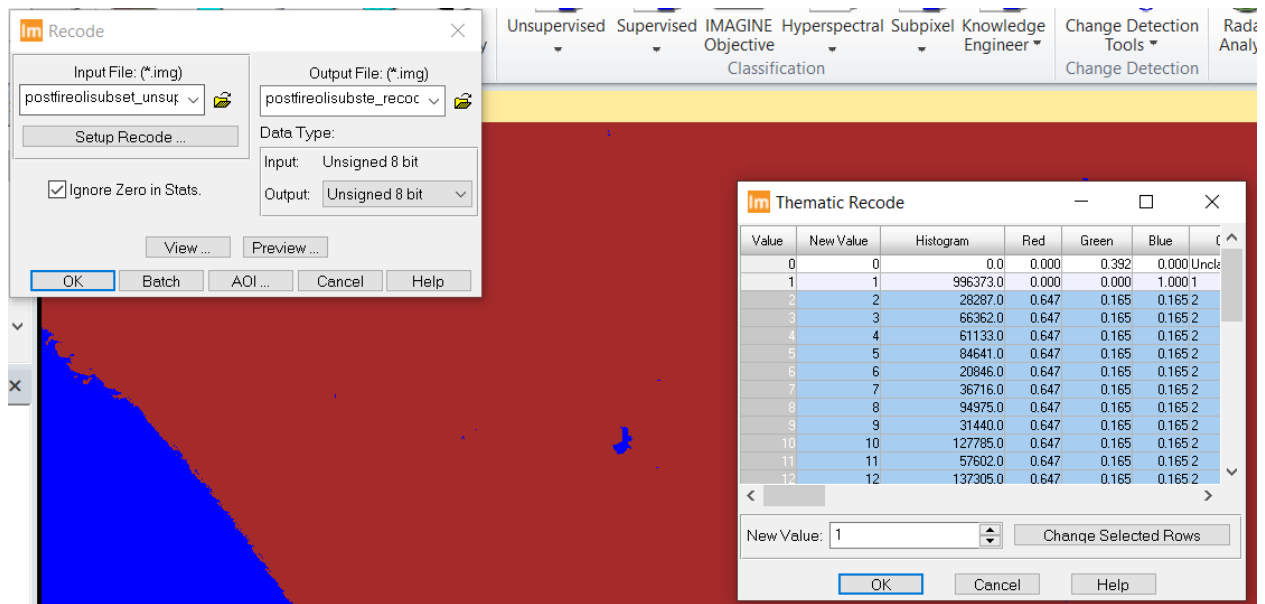 Im Recode
Input File: (*.img)
Output File: (*.img)
postfireolisubset_unsup
postfireolisubste_recod
Setup Recode ...
Data Type:
Input: Unsigned 8 bit
Ignore Zero in Stats.
Output: Unsigned 8 bit
View ... Preview ...
OK Batch AOI ... Cancel Help
Unsupervised Supervised IMAGINE Hyperspectral Subpixel Knowledge Change Detection
Objective Engineer Tools
Classification Change Detection
Im Thematic Recode
Value New Value Histogram Red Green Blue
0 0 0.0 0.000 0.392 0.000 Uncla
1 1 996373.0 0.000 0.000 1.000 1
2 2 28287.0 0.647 0.165 0.165 2
3 3 66362.0 0.647 0.165 0.165 2
4 4 61133.0 0.647 0.165 0.165 2
5 5 84641.0 0.647 0.165 0.165 2
6 6 20846.0 0.647 0.165 0.165 2
7 7 36716.0 0.647 0.165 0.165 2
8 8 94975.0 0.647 0.165 0.165 2
9 9 31440.0 0.647 0.165 0.165 2
10 10 127785.0 0.647 0.165 0.165 2
11 11 57602.0 0.647 0.165 0.165 2
12 12 137305.0 0.647 0.165 0.165 2
New Value: 1 Change Selected Rows
OK Cancel Help